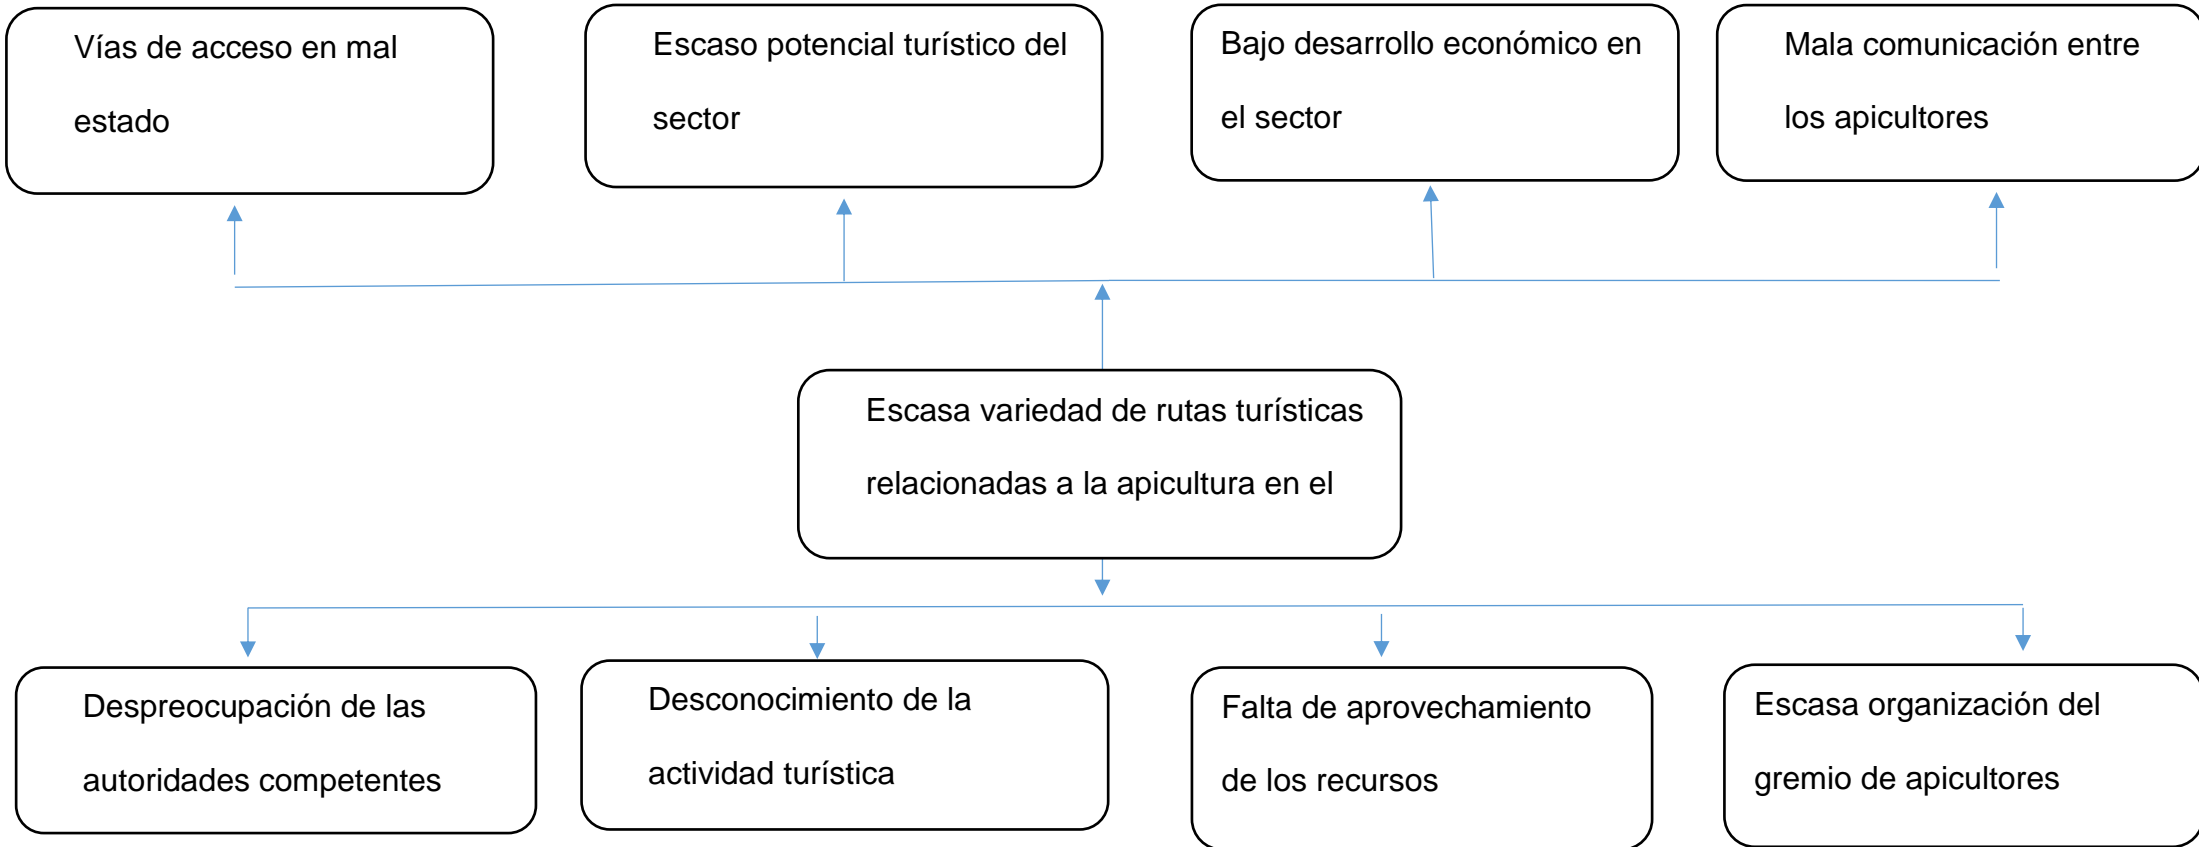 Vías de acceso en mal
estado
Escaso potencial turístico del
sector
Bajo desarrollo económico en
el sector
Mala comunicación entre
los apicultores
Escasa variedad de rutas turísticas
relacionadas a la apicultura en el
Despreocupación de las
autoridades competentes
Desconocimiento de la
actividad turística
Falta de aprovechamiento
de los recursos
Escasa organización del
gremio de apicultores